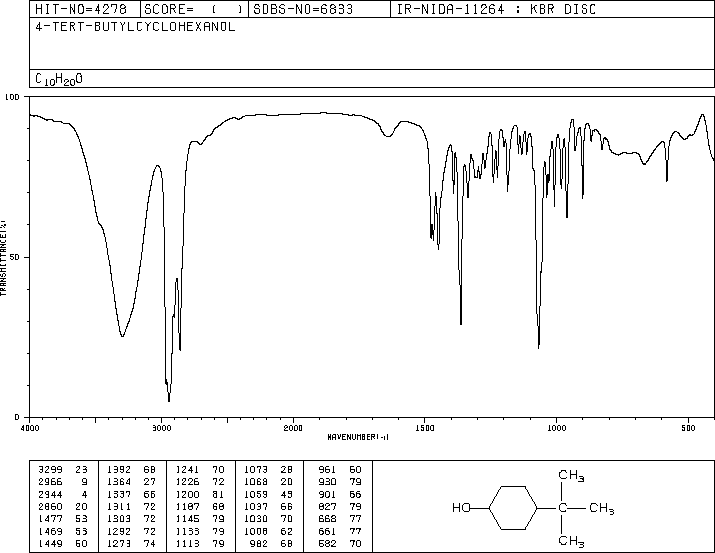 HIT-NO=4278 SCORE= ( ) SDBS-NO=6833 IR-NIDA-11264 : KBR DISC
4-TERT-BUTYLCYCLOHEXANOL
C10H20O
100
TRANSMITTANCE(%)
50
0
4000 3000 2000 1500 1000 500
WAVENUMBER(-1)
3299 23 1392 68 1241 70 1073 28 961 60
2966 9 1364 27 1226 72 1068 20 930 79
2944 4 1337 66 1200 81 1059 49 901 66
2860 20 1311 72 1187 68 1037 66 827 79
1477 53 1303 72 1145 79 1030 70 668 77
1469 53 1292 72 1133 79 1008 62 661 77
1449 50 1273 74 1113 79 982 68 582 70
CH3
HO CH3
CH3